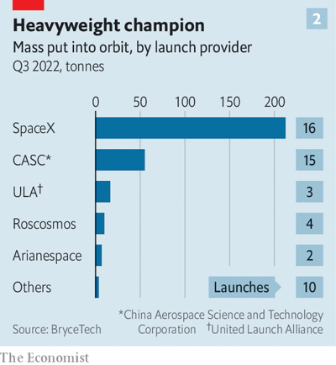 Heavyweight champion
2
Mass put into orbit, by launch provider
Q3 2022, tonnes
0 50 100 150 200
SpaceX 16
CASC* 15
ULA† 3
Roscosmos 4
Arianespace 2
Others Launches 10
*China Aerospace Science and Technology
Source: BryceTech Corporation †United Launch Alliance
The Economist